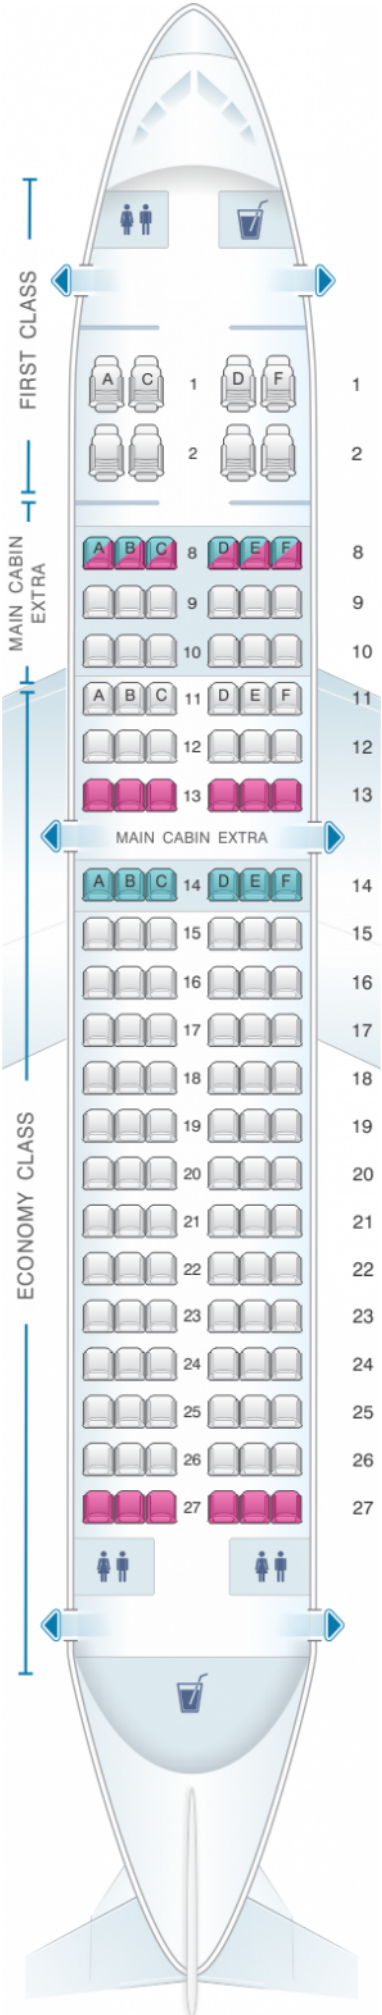 FIRST CLASS
A C 1 D F 1
2 2
MAIN CABIN
EXTRA
A B C 8 D E F 8
9 9
10 10
A B C 11 D E F 11
12 12
13 13
MAIN CABIN EXTRA
A B C 14 D E F 14
15 15
16 16
17 17
18 18
ECONOMY CLASS
19 19
20 20
21 21
22 22
23 23
24 24
25 25
26 26
27 27